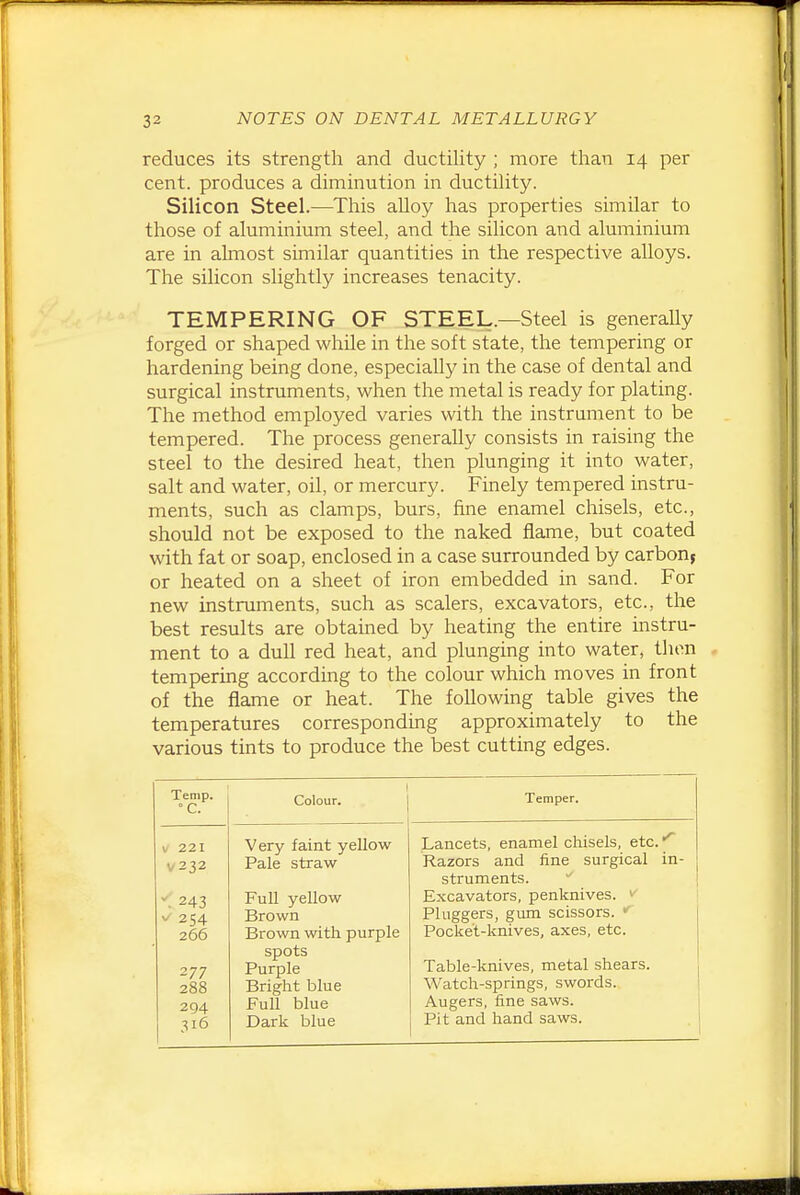 32 NOTES ON DENTAL METALLURGY
reduces its strength and ductility ; more than 14 per
cent. produces a diminution in ductility.
Silicon Steel.—This alloy has properties similar to
those of aluminium steel, and the silicon and aluminium
are in almost similar quantities in the respective alloys.
The silicon slightly increases tenacity.
TEMPERING OF STEEL.—Steel is generally
forged or shaped while in the soft state, the tempering or
hardening being done, especially in the case of dental and
surgical instruments, when the metal is ready for plating.
The method employed varies with the instrument to be
tempered. The process generally consists in raising the
steel to the desired heat, then plunging it into water,
salt and water, oil, or mercury. Finely tempered instru-
ments, such as clamps, burs, fine enamel chisels, etc.,
should not be exposed to the naked flame, but coated
with fat or soap, enclosed in a case surrounded by carbon,
or heated on a sheet of iron embedded in sand. For
new instruments, such as scalers, excavators, etc., the
best results are obtained by heating the entire instru-
ment to a dull red heat, and plunging into water, then
tempering according to the colour which moves in front
of the flame or heat. The following table gives the
temperatures corresponding approximately to the
various tints to produce the best cutting edges.
Temp. °C. Colour. Temper.
✓ 221 Very faint yellow Lancets, enamel chisels, etc. ✓
✓ 232 Pale straw Razors and fine surgical in-
struments. ✓
✓ 243 Full yellow Excavators, penknives. ✓
✓ 254 Brown Pluggers, gum scissors. ✓
266 Brown with purple Pocket-knives, axes, etc.
spots
277 Purple Table-knives, metal shears.
288 Bright blue Watch-springs, swords.
294 Full blue Augers, fine saws.
316 Dark blue Pit and hand saws.